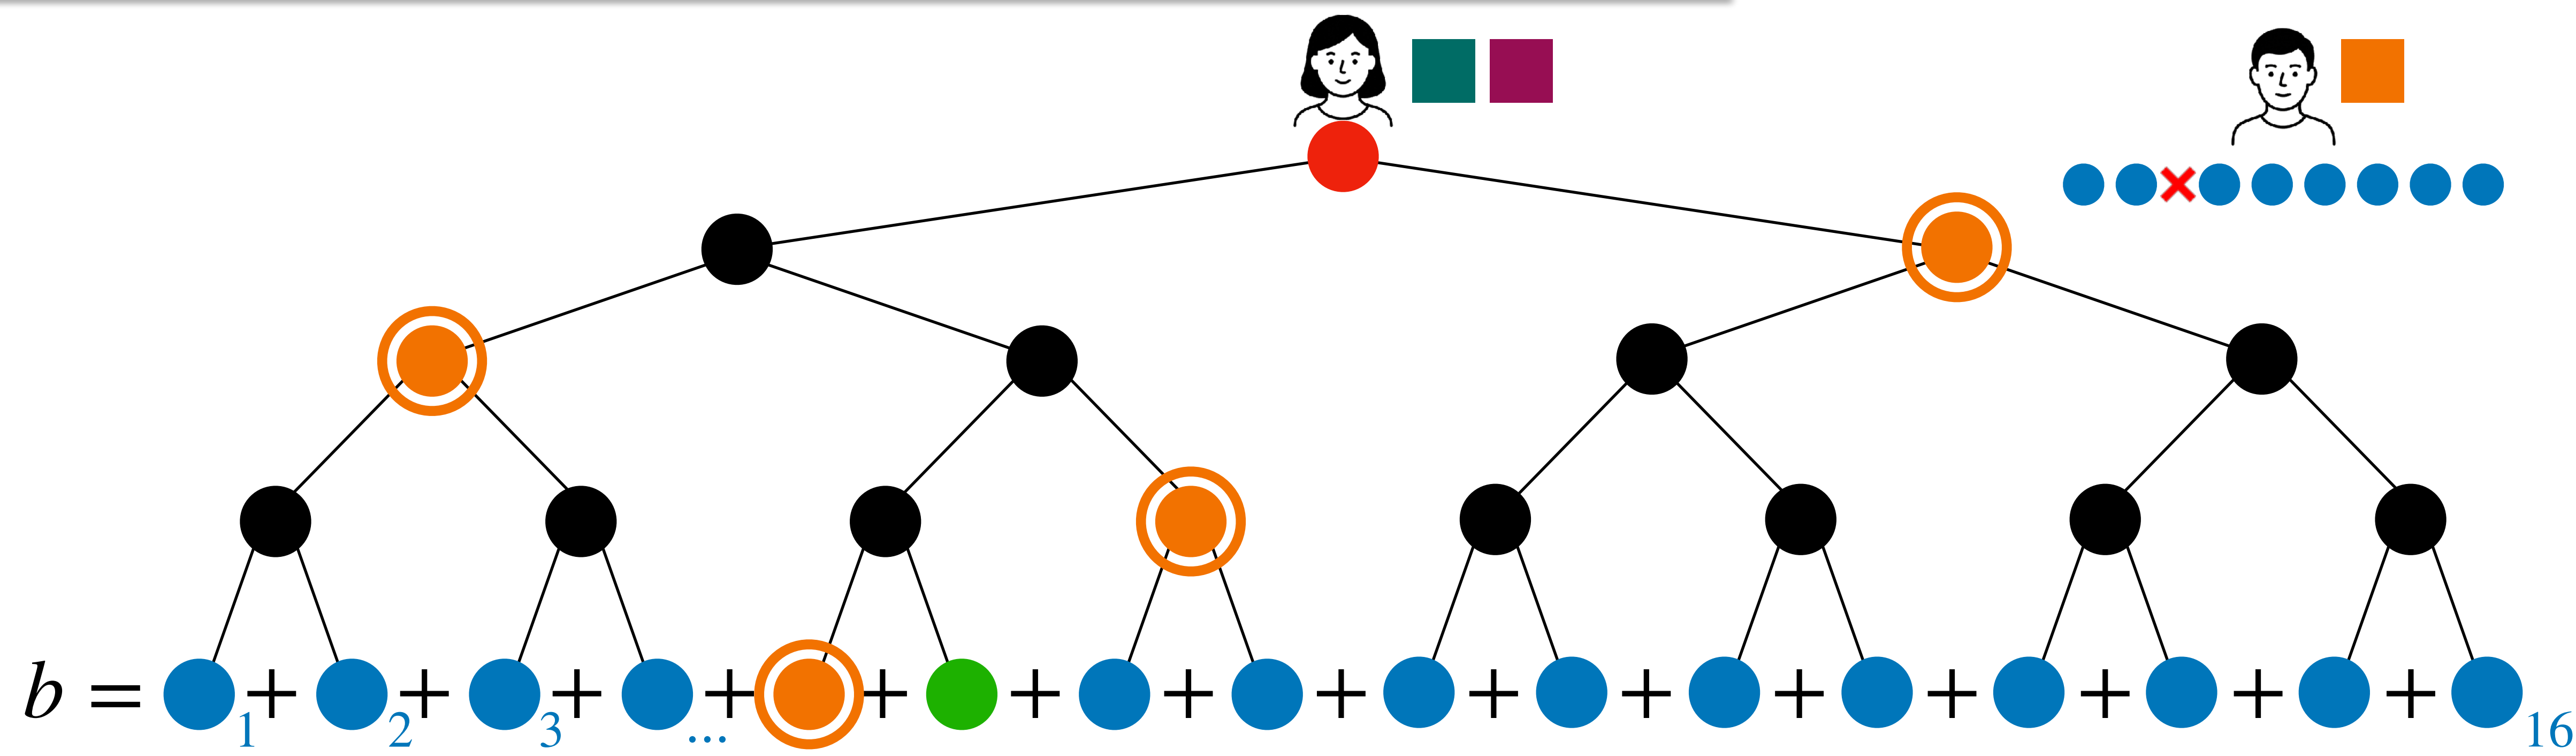 b = 1 + 2 + 3 + ... + + + + + + + + + + + + 16